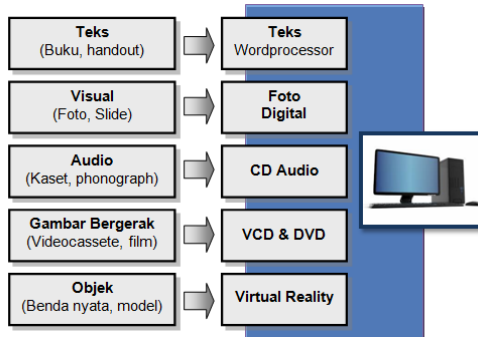 Teks
(Buku, handout)
Teks
Wordprocessor
Visual
(Foto, Slide)
Foto
Digital
Audio
(Kaset, phonograph)
CD Audio
Gambar Bergerak
(Videocassete, film)
VCD & DVD
Objek
(Benda nyata, model)
Virtual Reality